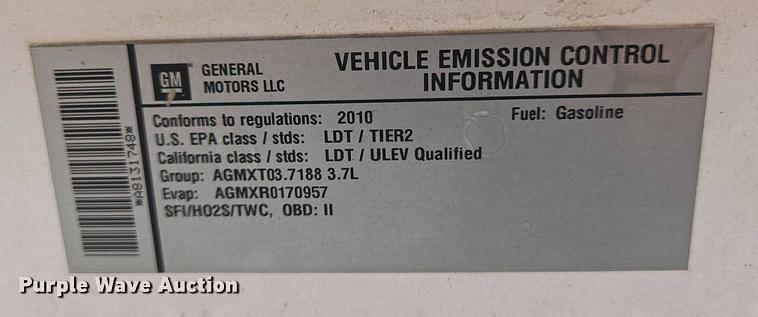 *A8131748*
GM
GENERAL
MOTORS LLC
VEHICLE EMISSION CONTROL
INFORMATION
Conforms to regulations: 2010
Fuel: Gasoline
U.S. EPA class / stds: LDT / TIER2
California class / stds: LDT / ULEV Qualified
Group: AGMXT03.7188 3.7L
Evap: AGMXR0170957
SFI/HO2S/TWC, OBD: II
Purple Wave Auction